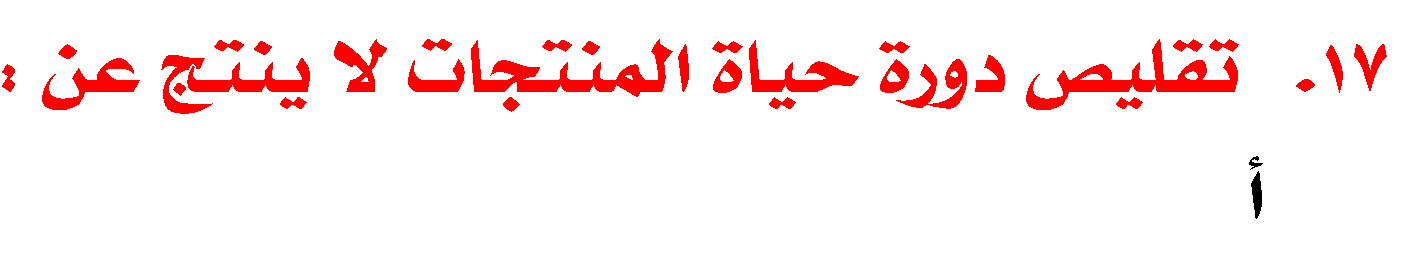 ١٧. تقليص دورة حياة المنتجات لا ينتج عن :
أ